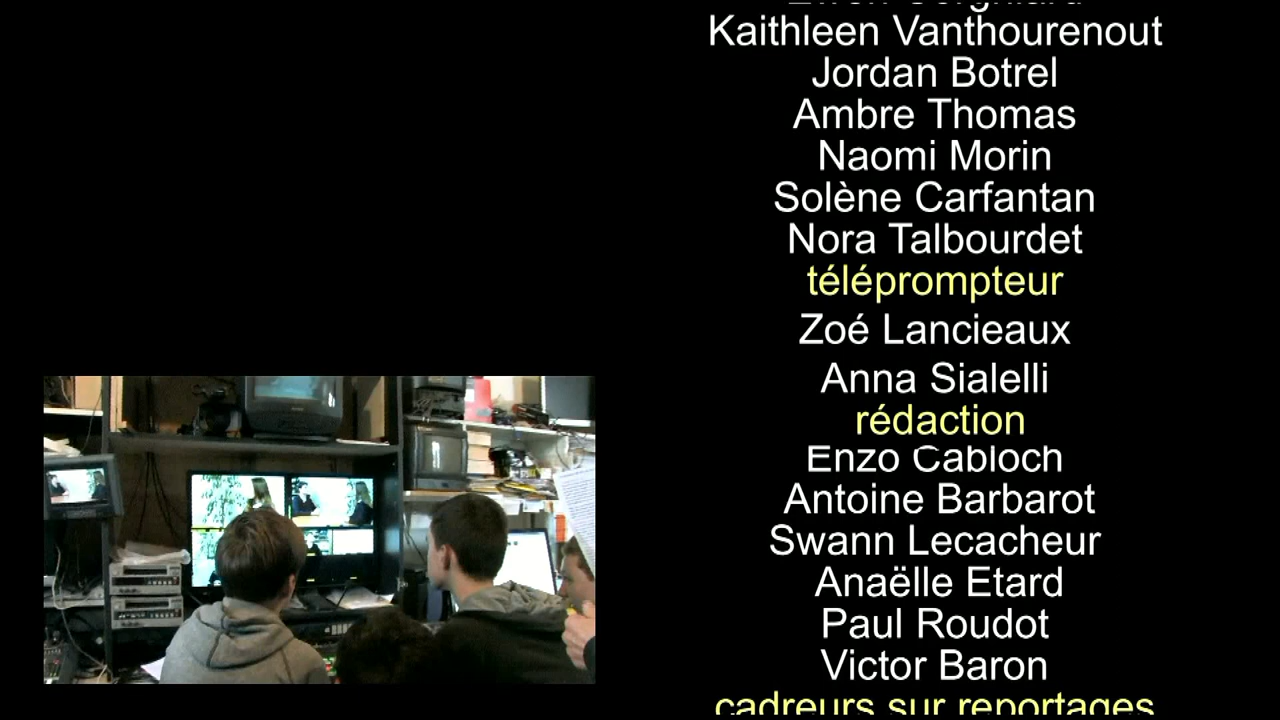 Kaithleen Vanthourenout
Jordan Botrel
Ambre Thomas
Naomi Morin
Solène Carfantan
Nora Talbourdet
téléprompteur
Zoé Lancieaux
Anna Sialelli
rédaction
Enzo Cabloch
Antoine Barbarot
Swann Lecacheur
Anaëlle Etard
Paul Roudot
Victor Baron
cadreurs sur reportages